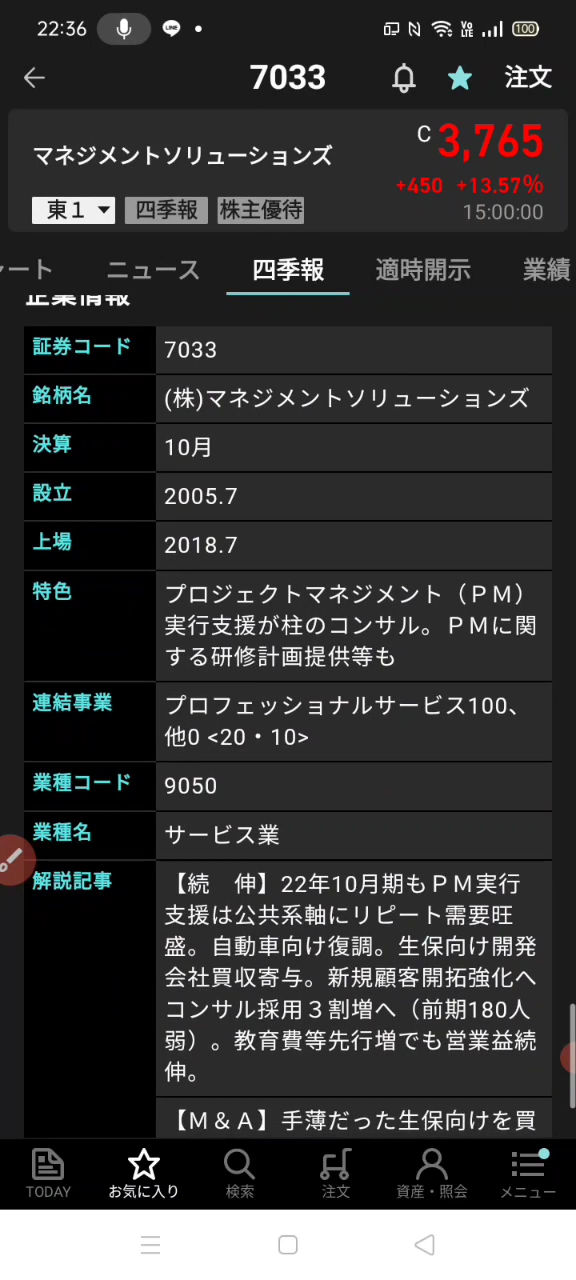 22:36
LINE
VO LTE
100
7033
注文
マネジメントソリューションズ
C 3,765
+450 +13.57%
東１ 四季報 株主優待
15:00:00
ート ニュース 四季報 適時開示 業績
企業情報
証券コード 7033
銘柄名 (株)マネジメントソリューションズ
決算 10月
設立 2005.7
上場 2018.7
特色 プロジェクトマネジメント（ＰＭ）
実行支援が柱のコンサル。ＰＭに関
する研修計画提供等も
連結事業 プロフェッショナルサービス100、
他0 <20・10>
業種コード 9050
業種名 サービス業
解説記事 【続　伸】22年10月期もＰＭ実行
支援は公共系軸にリピート需要旺
盛。自動車向け復調。生保向け開発
会社買収寄与。新規顧客開拓強化へ
コンサル採用３割増へ（前期180人
弱）。教育費等先行増でも営業益続
伸。
【Ｍ＆Ａ】手薄だった生保向けを買
TODAY お気に入り 検索 注文 資産・照会 メニュー